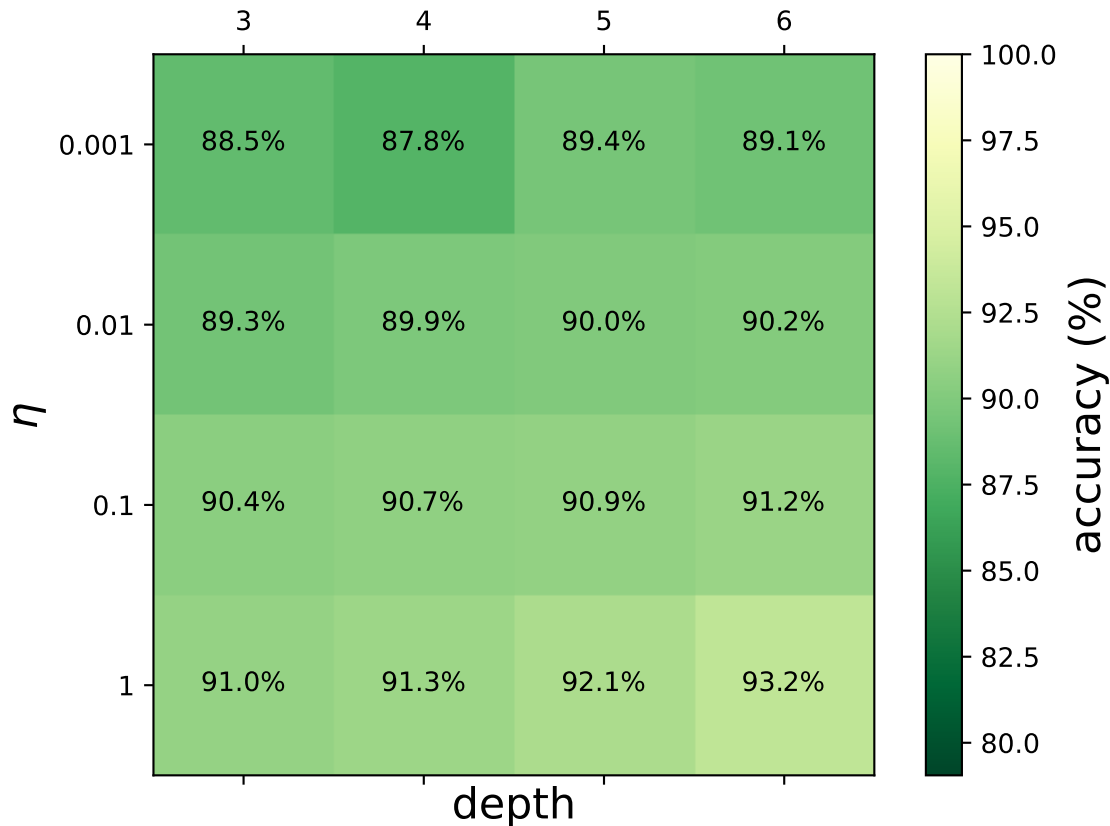 3 4 5 6
0.001 88.5% 87.8% 89.4% 89.1%
0.01 89.3% 89.9% 90.0% 90.2%
0.1 90.4% 90.7% 90.9% 91.2%
1 91.0% 91.3% 92.1% 93.2%
η
depth
100.0
97.5
95.0
92.5
90.0
87.5
85.0
82.5
80.0
accuracy (%)